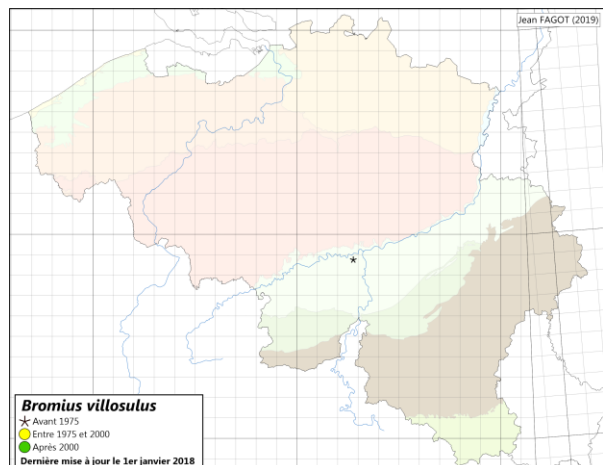 Jean FAGOT (2019)
Bromius villosulus
Avant 1975
Entre 1975 et 2000
Après 2000
Dernière mise à jour le 1er janvier 2018